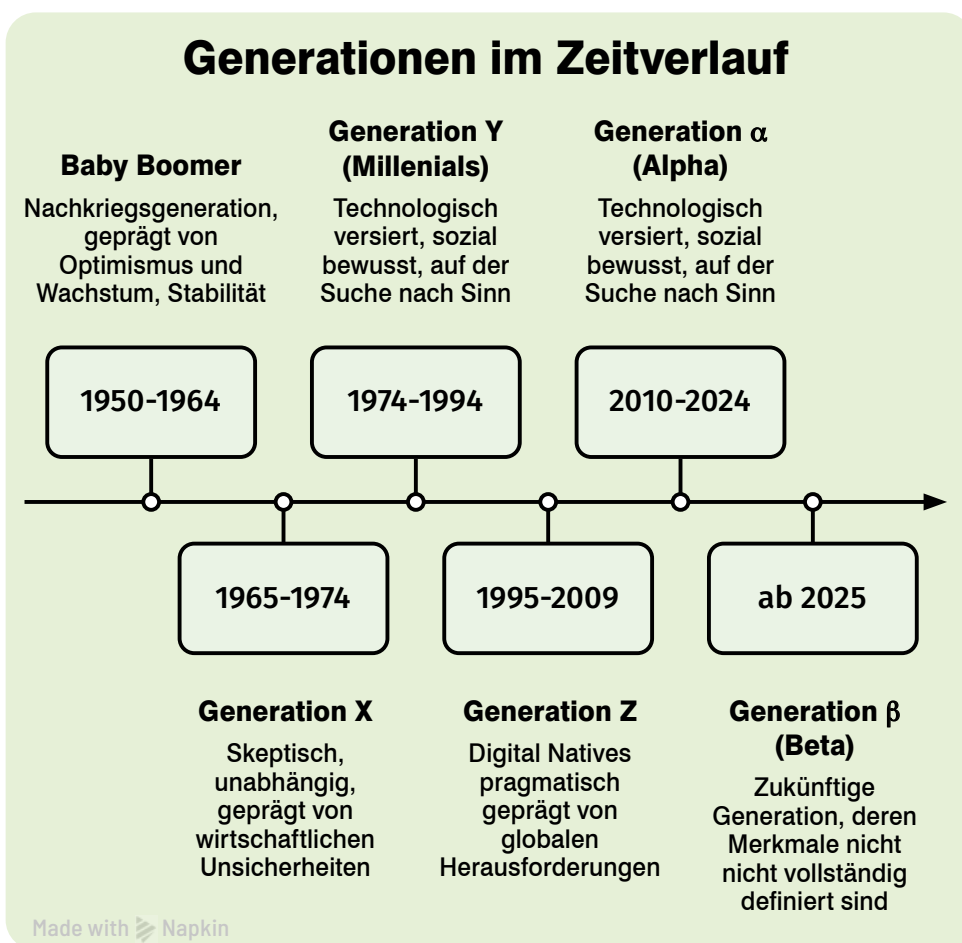 Generationen im Zeitverlauf
Baby Boomer
Nachkriegsgeneration,
geprägt von
Optimismus und
Wachstum, Stabilität
Generation Y
(Millenials)
Technologisch
versiert, sozial
bewusst, auf der
Suche nach Sinn
Generation α
(Alpha)
Technologisch
versiert, sozial
bewusst, auf der
Suche nach Sinn
1950-1964
1974-1994
2010-2024
1965-1974
1995-2009
ab 2025
Generation X
Skeptisch,
unabhängig,
geprägt von
wirtschaftlichen
Unsicherheiten
Generation Z
Digital Natives
pragmatisch
geprägt von
globalen
Herausforderungen
Generation β
(Beta)
Zukünftige
Generation, deren
Merkmale nicht
nicht vollständig
definiert sind
Made with Napkin